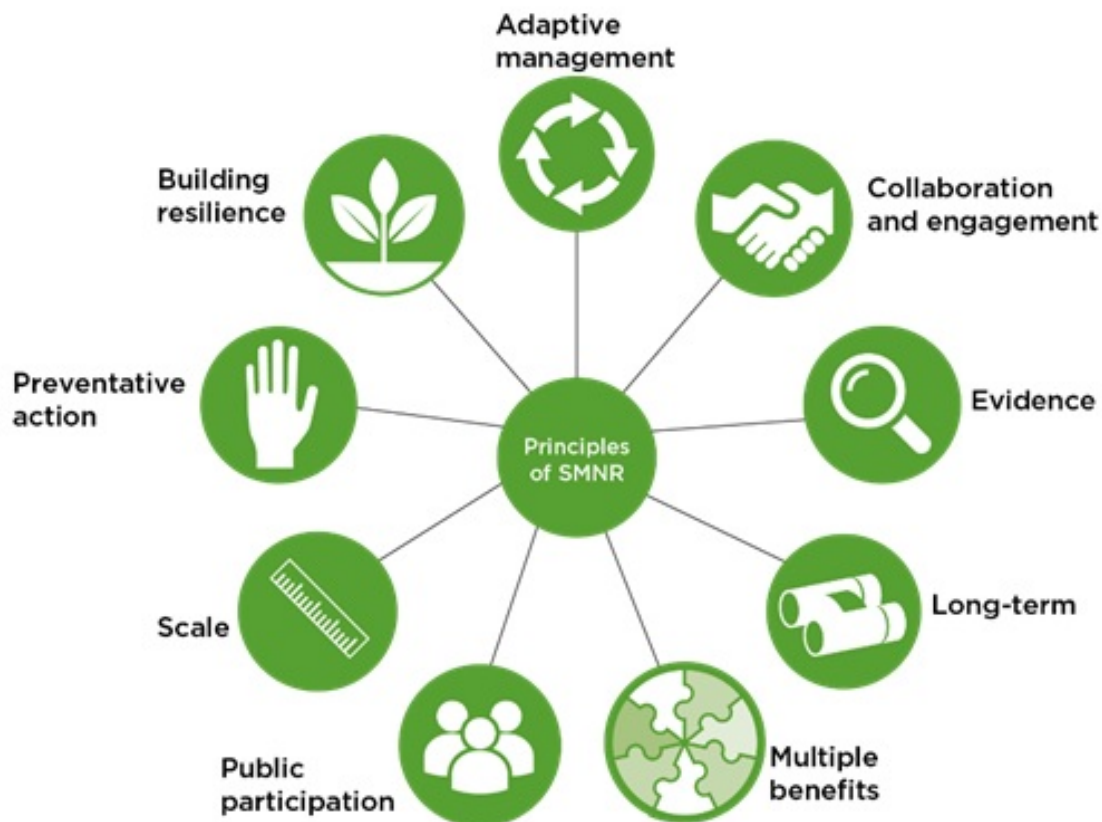 Adaptive
management
Collaboration
and engagement
Evidence
Long-term
Multiple
benefits
Public
participation
Scale
Preventative
action
Building
resilience
Principles
of SMNR